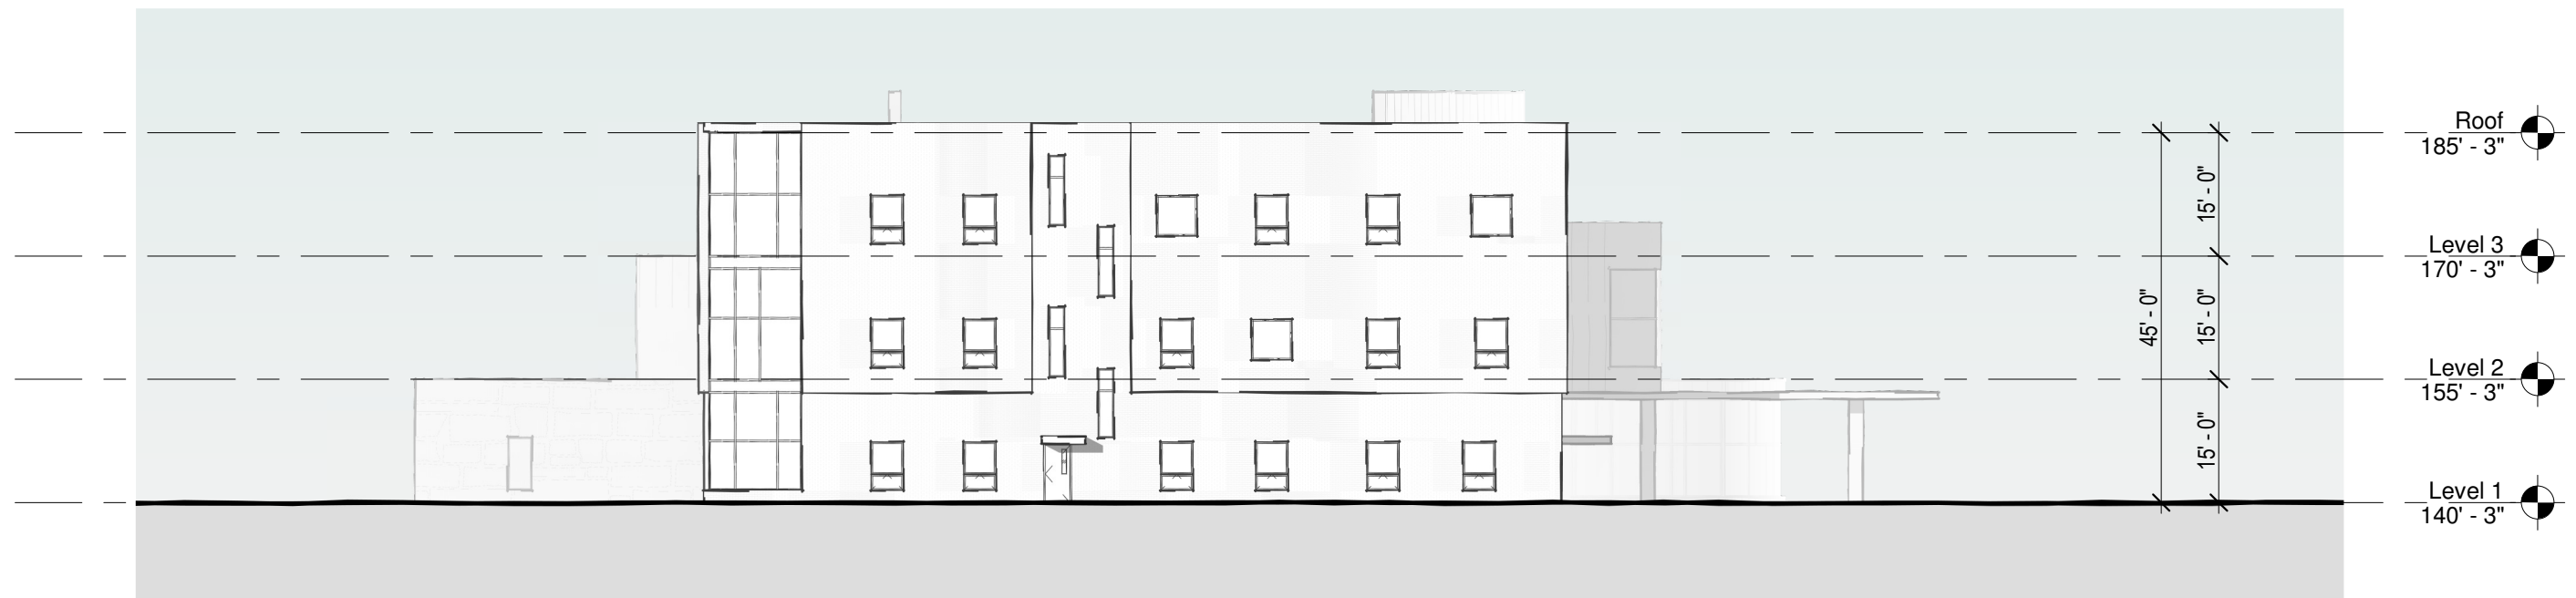 Roof
185' - 3"
15' - 0"
Level 3
170' - 3"
45' - 0"
15' - 0"
Level 2
155' - 3"
15' - 0"
Level 1
140' - 3"